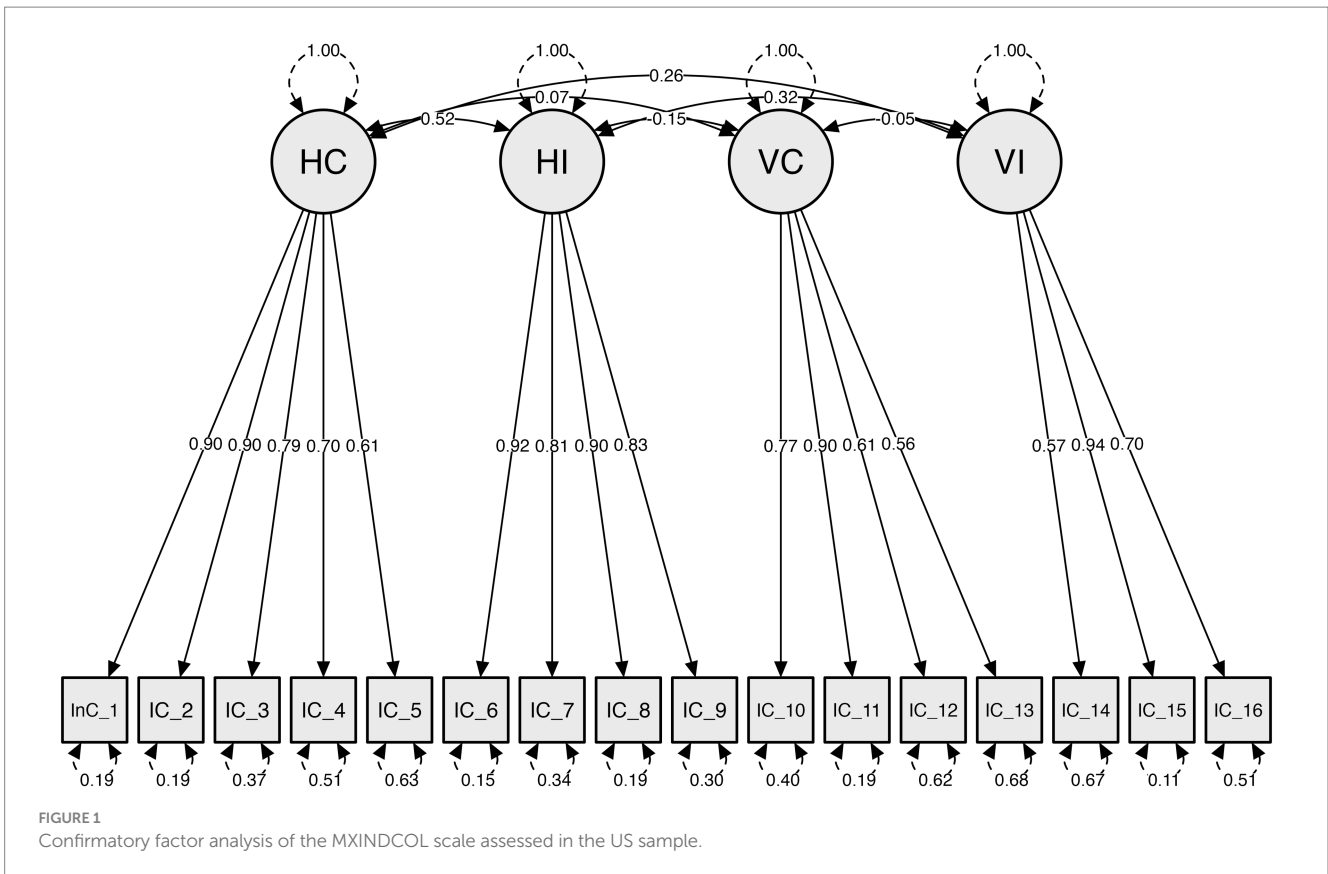 1.00 1.00 1.00 1.00
0.26
0.07 0.32
0.52 -0.15 -0.05
HC HI VC VI
0.90 0.90 0.79 0.70 0.61 0.92 0.81 0.90 0.83 0.77 0.90 0.61 0.56 0.57 0.94 0.70
InC_1 IC_2 IC_3 IC_4 IC_5 IC_6 IC_7 IC_8 IC_9 IC_10 IC_11 IC_12 IC_13 IC_14 IC_15 IC_16
0.19 0.19 0.37 0.51 0.63 0.15 0.34 0.19 0.30 0.40 0.19 0.62 0.68 0.67 0.11 0.51
FIGURE 1
Confirmatory factor analysis of the MXINDCOL scale assessed in the US sample.